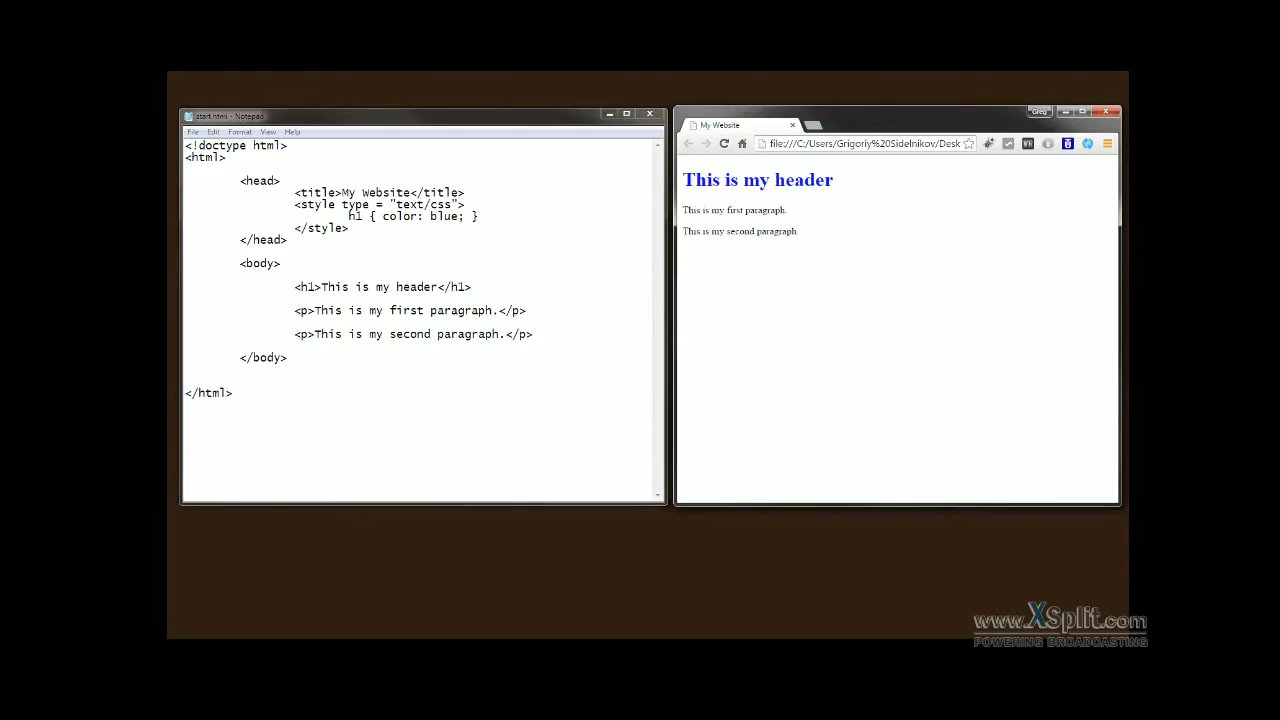 start.html - Notepad
File Edit Format View Help
<!doctype html>
<html>
<head>
<title>My Website</title>
<style type = "text/css">
h1 { color: blue; }
</style>
</head>
<body>
<h1>This is my header</h1>
<p>This is my first paragraph.</p>
<p>This is my second paragraph.</p>
</body>
</html>
Greg
My Website
file:///C:/Users/Grigoriy%20Sidelnikov/Desk
WR
This is my header
This is my first paragraph.
This is my second paragraph.
www.XSplit.com
POWERING BROADCASTING